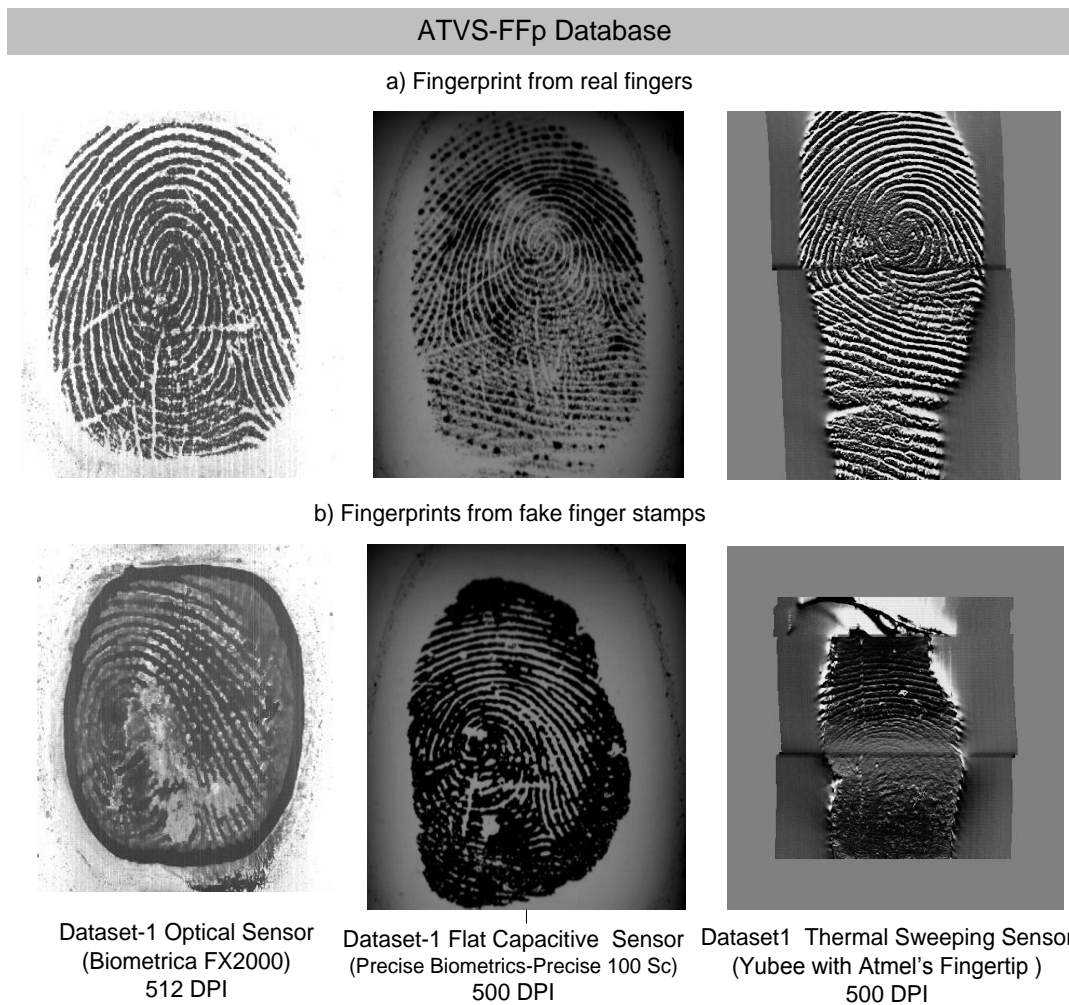 ATVS-FFp Database
a) Fingerprint from real fingers
b) Fingerprints from fake finger stamps
Dataset-1 Optical Sensor
(Biometrica FX2000)
512 DPI
Dataset-1 Flat Capacitive Sensor
(Precise Biometrics-Precise 100 Sc)
500 DPI
Dataset1 Thermal Sweeping Sensor
(Yubee with Atmel's Fingertip )
500 DPI